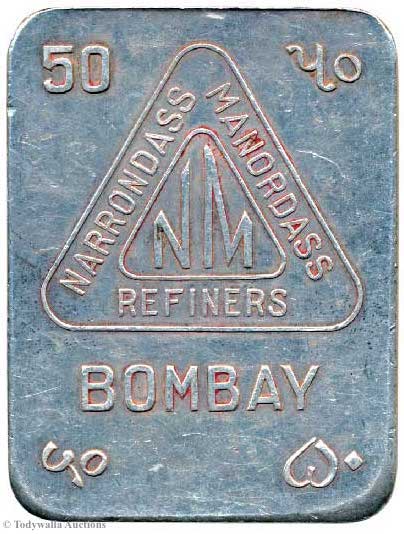 50 ૫૦
NARRONDASS MANORDASS
NM
REFINERS
BOMBAY
५० ۵۰
© Todywalla Auctions